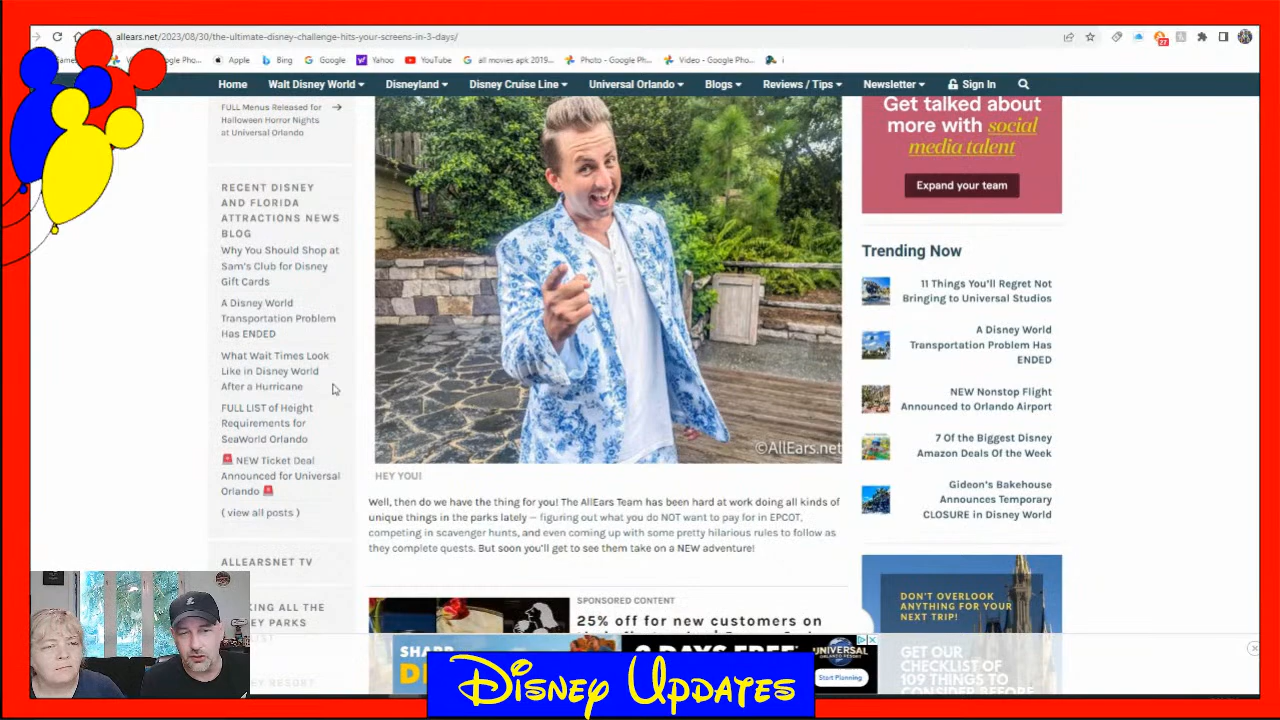 allears.net/2023/08/30/the-ultimate-disney-challenge-hits-your-screens-in-3-days/
Apple
Bing
Google
Yahoo
YouTube
all movies apk 2019...
Photo - Google Ph...
Video - Google Pho...
27
Home
Walt Disney World
Disneyland
Disney Cruise Line
Universal Orlando
Blogs
Reviews / Tips
Newsletter
Sign In
FULL Menus Released for
Halloween Horror Nights
at Universal Orlando
RECENT DISNEY
AND FLORIDA
ATTRACTIONS NEWS
BLOG
Why You Should Shop at
Sam's Club for Disney
Gift Cards
A Disney World
Transportation Problem
Has ENDED
What Wait Times Look
Like in Disney World
After a Hurricane
FULL LIST of Height
Requirements for
SeaWorld Orlando
NEW Ticket Deal
Announced for Universal
Orlando
( view all posts )
ALLEARSNET TV
KING ALL THE
EY PARKS
©AllEars.net
HEY YOU!
Well, then do we have the thing for you! The AllEars Team has been hard at work doing all kinds of
unique things in the parks lately — figuring out what you do NOT want to pay for in EPCOT,
competing in scavenger hunts, and even coming up with some pretty hilarious rules to follow as
they complete quests. But soon you'll get to see them take on a NEW adventure!
SPONSORED CONTENT
25% off for new customers on
Get talked about
more with social
media talent
Expand your team
Trending Now
11 Things You'll Regret Not
Bringing to Universal Studios
A Disney World
Transportation Problem Has
ENDED
NEW Nonstop Flight
Announced to Orlando Airport
7 Of the Biggest Disney
Amazon Deals Of the Week
Gideon's Bakehouse
Announces Temporary
CLOSURE in Disney World
DON'T OVERLOOK
ANYTHING FOR YOUR
NEXT TRIP!
GET OUR
CHECKLIST OF
109 THINGS TO
CONSIDER BEFORE
UNIVERSAL
Start Planning
Disney Updates